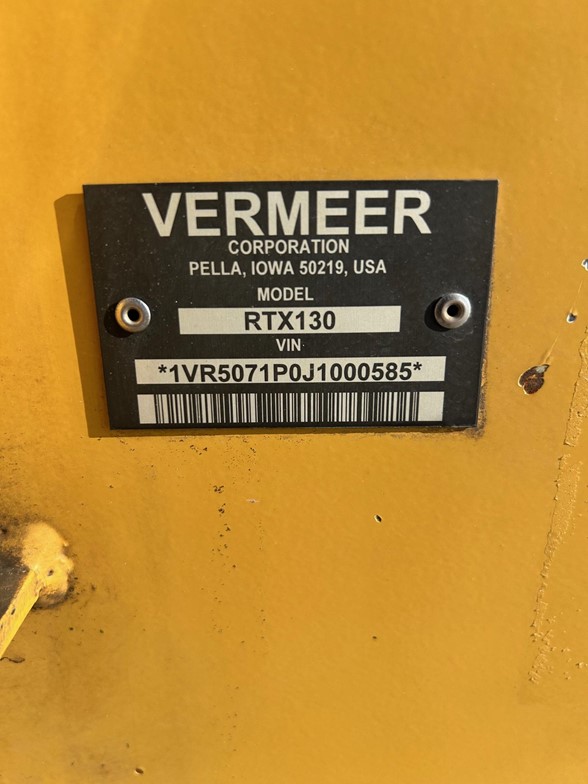 VERMEER
CORPORATION
PELLA, IOWA 50219, USA
MODEL
RTX130
VIN
*1VR5071P0J1000585*